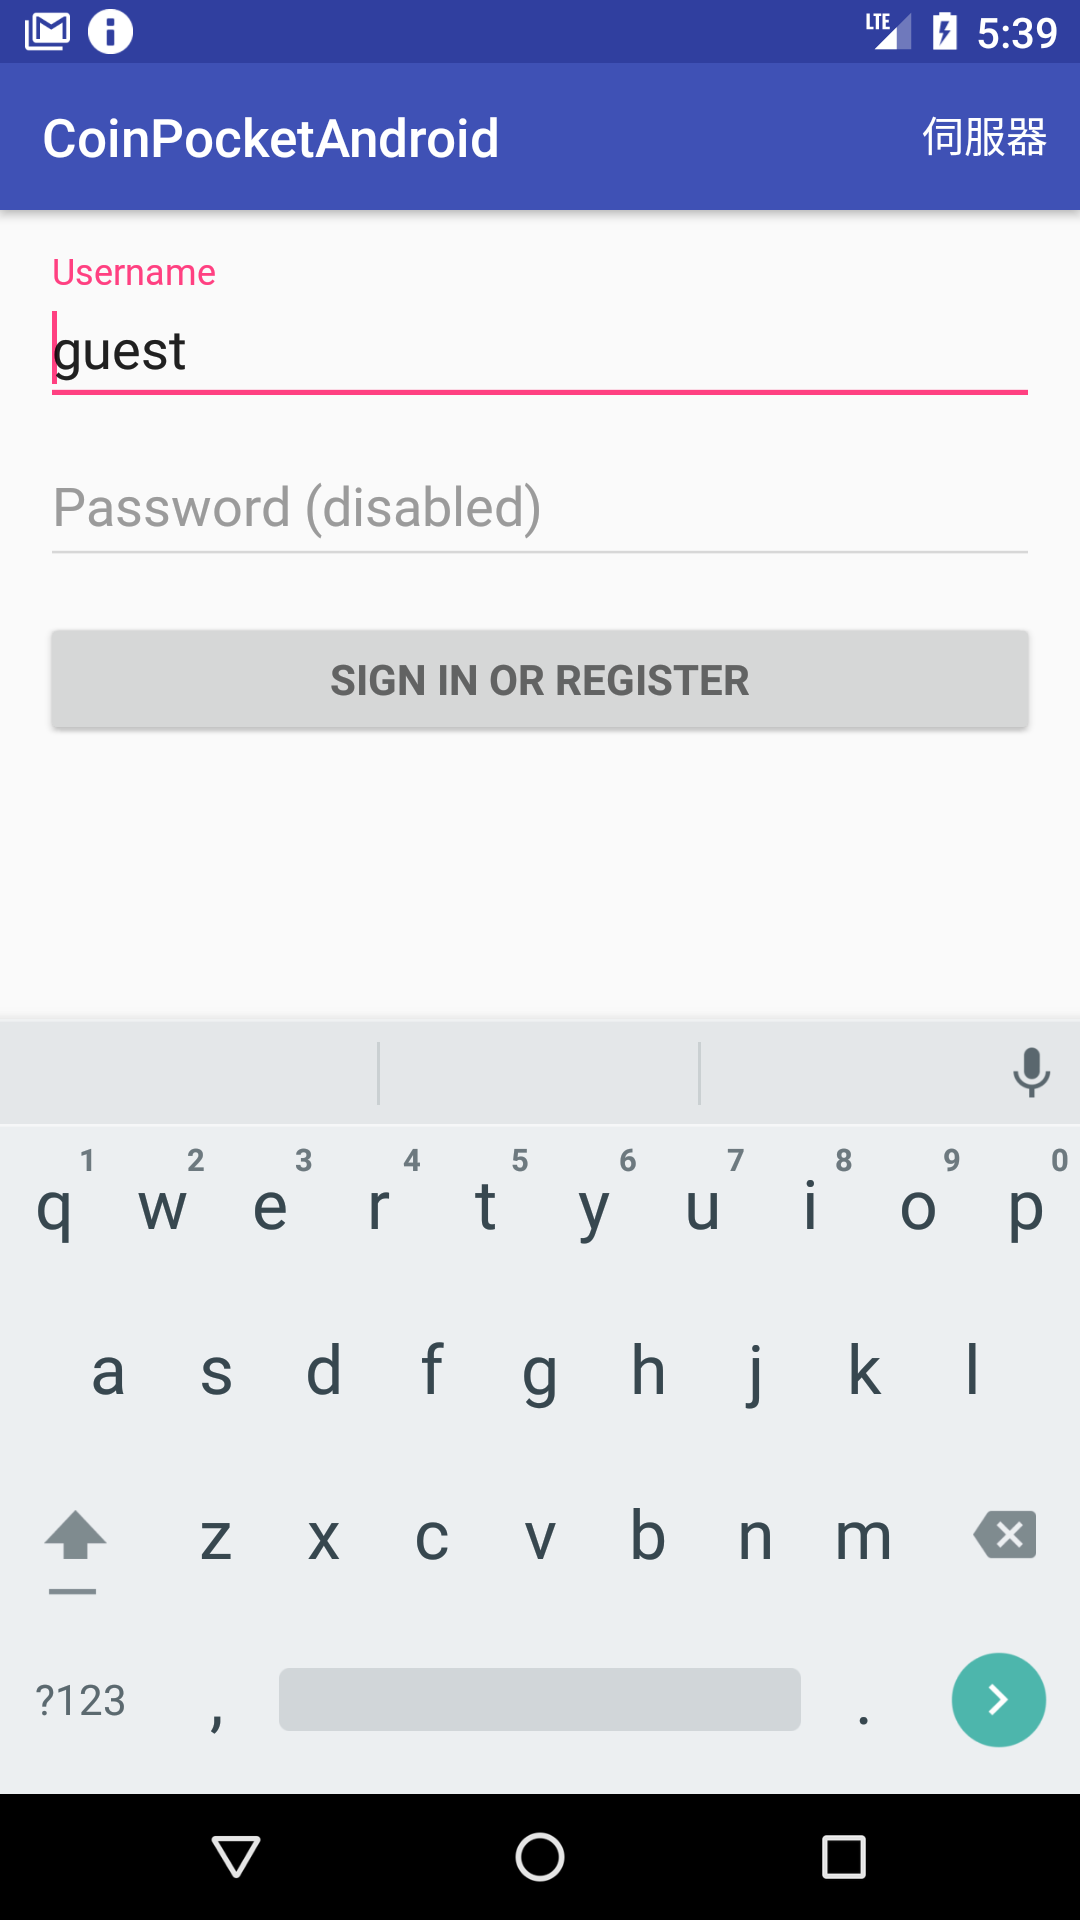 LTE 5:39
CoinPocketAndroid 伺服器
Username
guest
Password (disabled)
SIGN IN OR REGISTER
1 2 3 4 5 6 7 8 9 0
q w e r t y u i o p
a s d f g h j k l
z x c v b n m
?123 , .